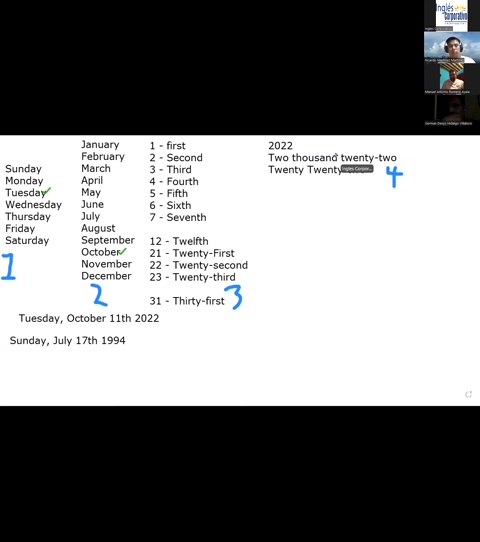 Inglés
Corporativo
Sunday
Monday
Tuesday
Wednesday
Thursday
Friday
Saturday
1
January
February
March
April
May
June
July
August
September
October
November
December
2
1 - first
2 - Second
3 - Third
4 - Fourth
5 - Fifth
6 - Sixth
7 - Seventh
12 - Twelfth
21 - Twenty-First
22 - Twenty-second
23 - Twenty-third
31 - Thirty-first
3
2022
Two thousand twenty-two
Twenty Twenty
Ingles Corpor...
4
Tuesday, October 11th 2022
Sunday, July 17th 1994